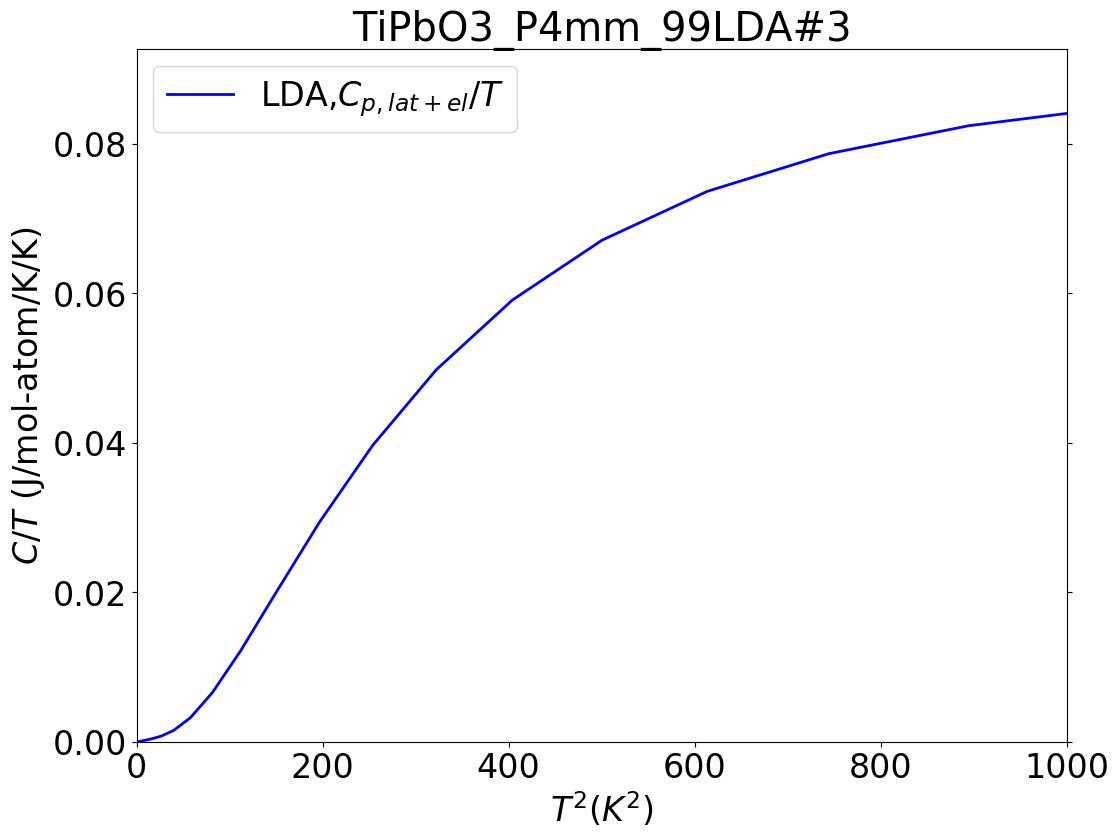 TiPbO3_P4mm_99LDA#3
LDA,$C_{p,lat+el}/T$
0.08
0.06
0.04
0.02
0.00
C/T (J/mol-atom/K/K)
0 200 400 600 800 1000
$T^2(K^2)$